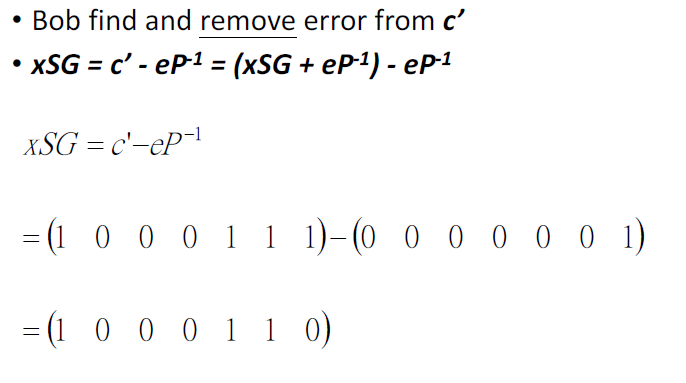 • Bob find and remove error from c’
• xSG = c’ - eP⁻¹ = (xSG + eP⁻¹) - eP⁻¹
xSG = c'−eP⁻¹
= (1 0 0 0 1 1 1)−(0 0 0 0 0 0 1)
= (1 0 0 0 1 1 0)